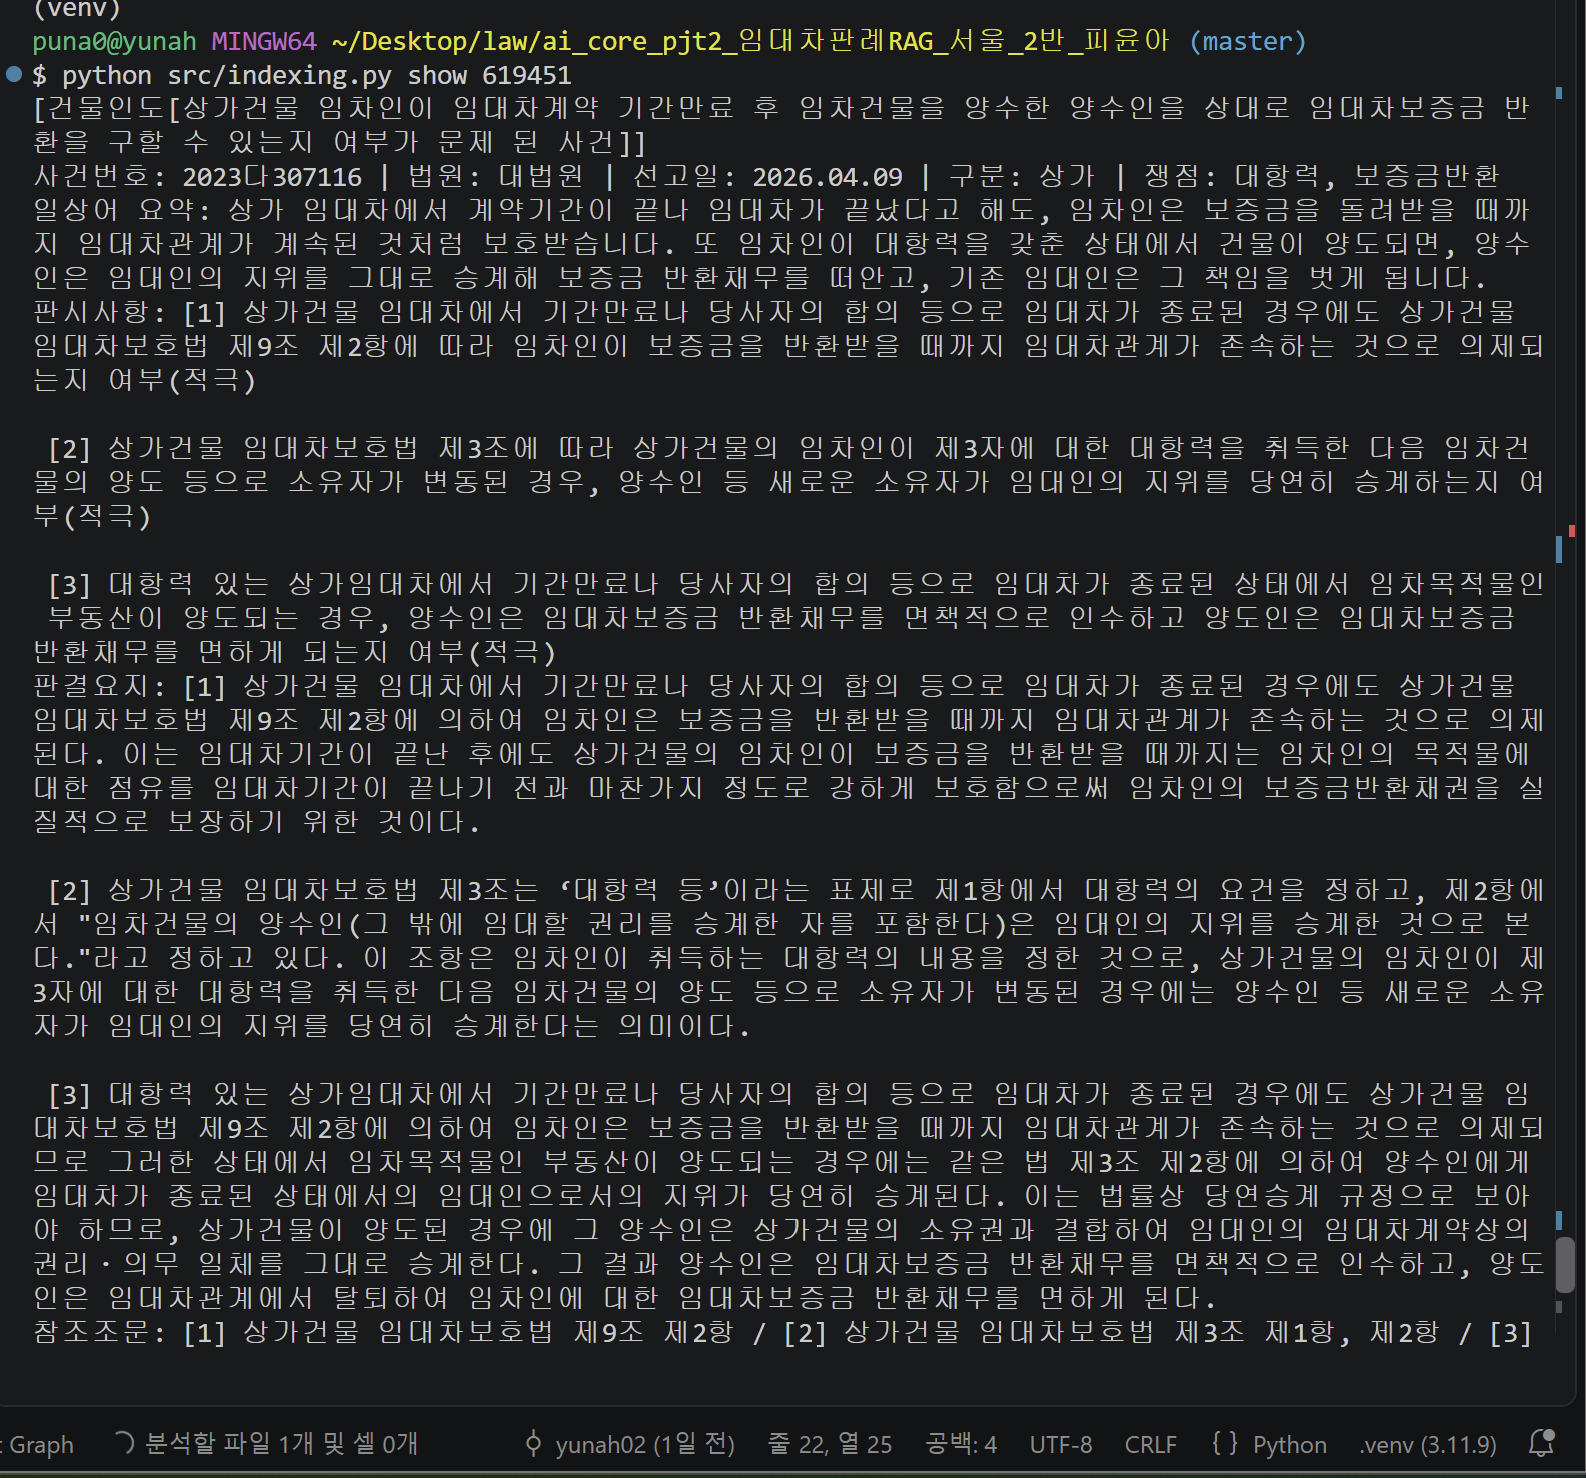 (venv)
puna0@yunah MINGW64 ~/Desktop/law/ai_core_pjt2_임대차판례RAG_서울_2반_피윤아 (master)
$ python src/indexing.py show 619451
[건물인도[상가건물 임차인이 임대차계약 기간만료 후 임차건물을 양수한 양수인을 상대로 임대차보증금 반
환을 구할 수 있는지 여부가 문제 된 사건]]
사건번호: 2023다307116 | 법원: 대법원 | 선고일: 2026.04.09 | 구분: 상가 | 쟁점: 대항력, 보증금반환
일상어 요약: 상가 임대차에서 계약기간이 끝나 임대차가 끝났다고 해도, 임차인은 보증금을 돌려받을 때까
지 임대차관계가 계속된 것처럼 보호받습니다. 또 임차인이 대항력을 갖춘 상태에서 건물이 양도되면, 양수
인은 임대인의 지위를 그대로 승계해 보증금 반환채무를 떠안고, 기존 임대인은 그 책임을 벗게 됩니다.
판시사항: [1] 상가건물 임대차에서 기간만료나 당사자의 합의 등으로 임대차가 종료된 경우에도 상가건물
임대차보호법 제9조 제2항에 따라 임차인이 보증금을 반환받을 때까지 임대차관계가 존속하는 것으로 의제되
는지 여부(적극)
[2] 상가건물 임대차보호법 제3조에 따라 상가건물의 임차인이 제3자에 대한 대항력을 취득한 다음 임차건
물의 양도 등으로 소유자가 변동된 경우, 양수인 등 새로운 소유자가 임대인의 지위를 당연히 승계하는지 여
부(적극)
[3] 대항력 있는 상가임대차에서 기간만료나 당사자의 합의 등으로 임대차가 종료된 상태에서 임차목적물인
부동산이 양도되는 경우, 양수인은 임대차보증금 반환채무를 면책적으로 인수하고 양도인은 임대차보증금
반환채무를 면하게 되는지 여부(적극)
판결요지: [1] 상가건물 임대차에서 기간만료나 당사자의 합의 등으로 임대차가 종료된 경우에도 상가건물
임대차보호법 제9조 제2항에 의하여 임차인은 보증금을 반환받을 때까지 임대차관계가 존속하는 것으로 의제
된다. 이는 임대차기간이 끝난 후에도 상가건물의 임차인이 보증금을 반환받을 때까지는 임차인의 목적물에
대한 점유를 임대차기간이 끝나기 전과 마찬가지 정도로 강하게 보호함으로써 임차인의 보증금반환채권을 실
질적으로 보장하기 위한 것이다.
[2] 상가건물 임대차보호법 제3조는 ‘대항력 등’이라는 표제로 제1항에서 대항력의 요건을 정하고, 제2항에
서 "임차건물의 양수인(그 밖에 임대할 권리를 승계한 자를 포함한다)은 임대인의 지위를 승계한 것으로 본
다."라고 정하고 있다. 이 조항은 임차인이 취득하는 대항력의 내용을 정한 것으로, 상가건물의 임차인이 제
3자에 대한 대항력을 취득한 다음 임차건물의 양도 등으로 소유자가 변동된 경우에는 양수인 등 새로운 소유
자가 임대인의 지위를 당연히 승계한다는 의미이다.
[3] 대항력 있는 상가임대차에서 기간만료나 당사자의 합의 등으로 임대차가 종료된 경우에도 상가건물 임
대차보호법 제9조 제2항에 의하여 임차인은 보증금을 반환받을 때까지 임대차관계가 존속하는 것으로 의제되
므로 그러한 상태에서 임차목적물인 부동산이 양도되는 경우에는 같은 법 제3조 제2항에 의하여 양수인에게
임대차가 종료된 상태에서의 임대인으로서의 지위가 당연히 승계된다. 이는 법률상 당연승계 규정으로 보아
야 하므로, 상가건물이 양도된 경우에 그 양수인은 상가건물의 소유권과 결합하여 임대인의 임대차계약상의
권리·의무 일체를 그대로 승계한다. 그 결과 양수인은 임대차보증금 반환채무를 면책적으로 인수하고, 양도
인은 임대차관계에서 탈퇴하여 임차인에 대한 임대차보증금 반환채무를 면하게 된다.
참조조문: [1] 상가건물 임대차보호법 제9조 제2항 / [2] 상가건물 임대차보호법 제3조 제1항, 제2항 / [3]
: Graph 분석할 파일 1개 및 셀 0개 yunah02 (1일 전) 줄 22, 열 25 공백: 4 UTF-8 CRLF { } Python .venv (3.11.9)